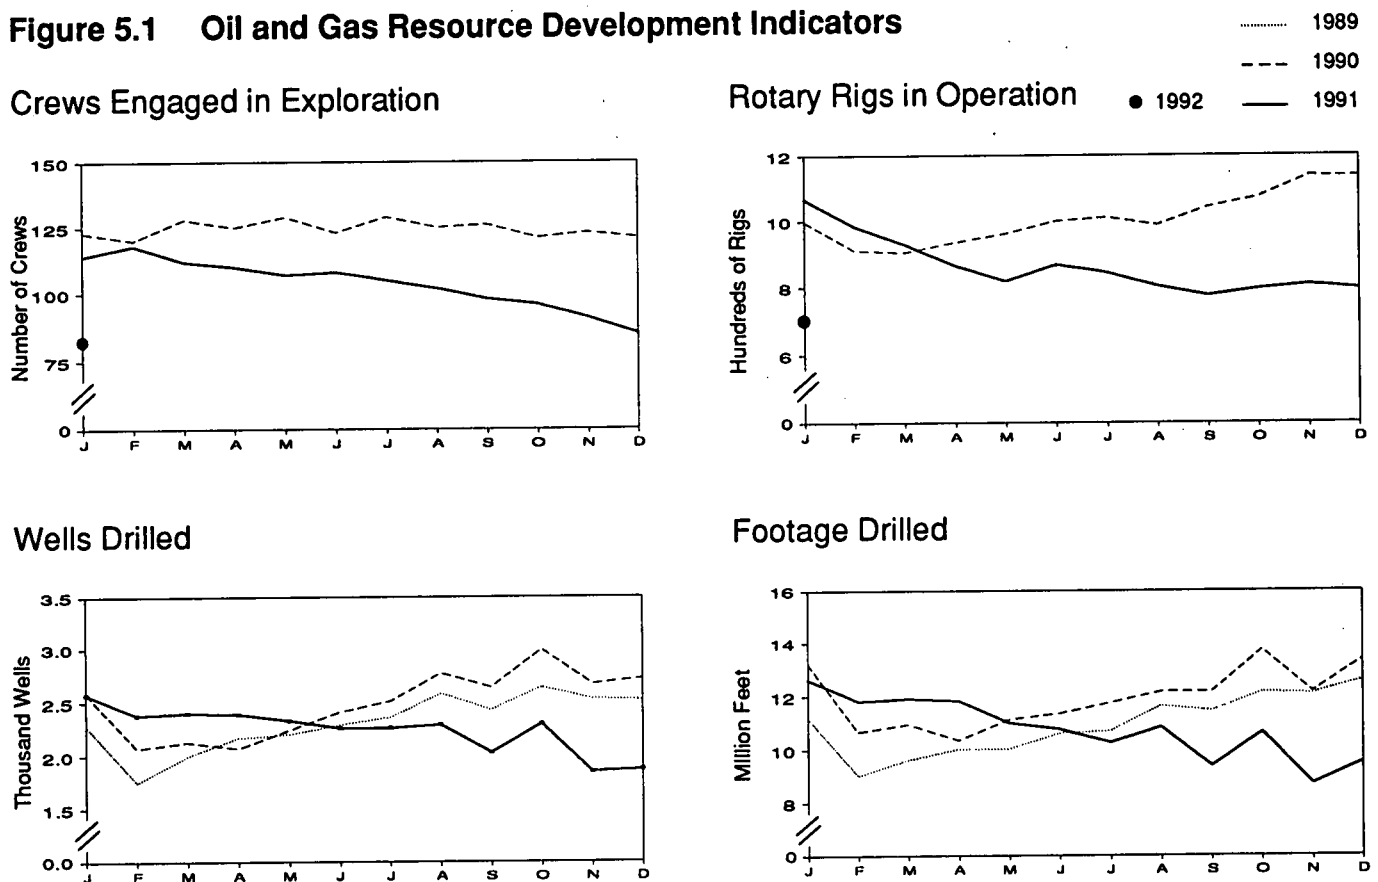 Figure 5.1 Oil and Gas Resource Development Indicators
1989
1990
1991
1992
Crews Engaged in Exploration
Number of Crews
150
125
100
75
0
J F M A M J J A S O N D
Rotary Rigs in Operation
Hundreds of Rigs
12
10
8
6
0
J F M A M J J A S O N D
Wells Drilled
Thousand Wells
3.5
3.0
2.5
2.0
1.5
0.0
J F M A M J J A S O N D
Footage Drilled
Million Feet
16
14
12
10
8
0
J F M A M J J A S O N D